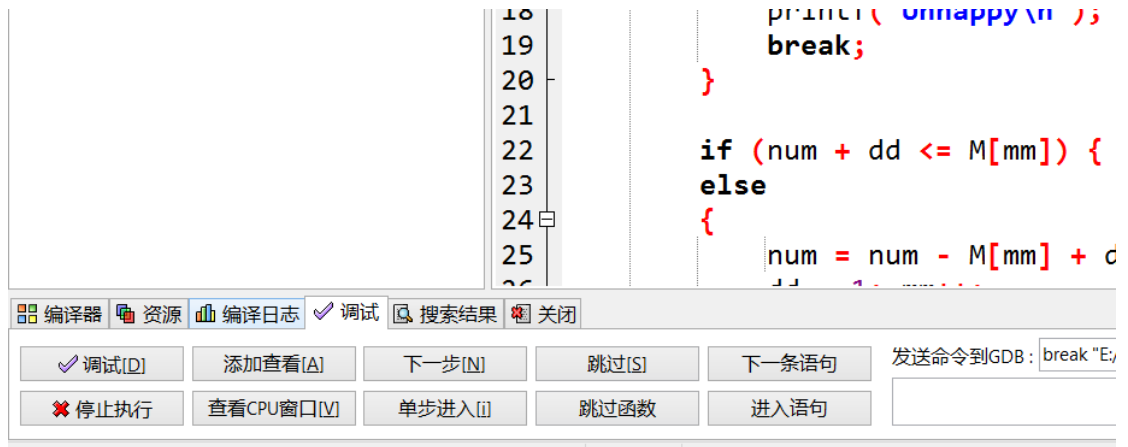 18 printf("Unhappy\n");
19 break;
20 }
21
22 if (num + dd <= M[mm]) {
23 else
24 {
25 num = num - M[mm] + d
编译器 资源 编译日志 调试 搜索结果 关闭
调试[D] 添加查看[A] 下一步[N] 跳过[S] 下一条语句 发送命令到GDB : break "E:/
停止执行 查看CPU窗口[V] 单步进入[i] 跳过函数 进入语句